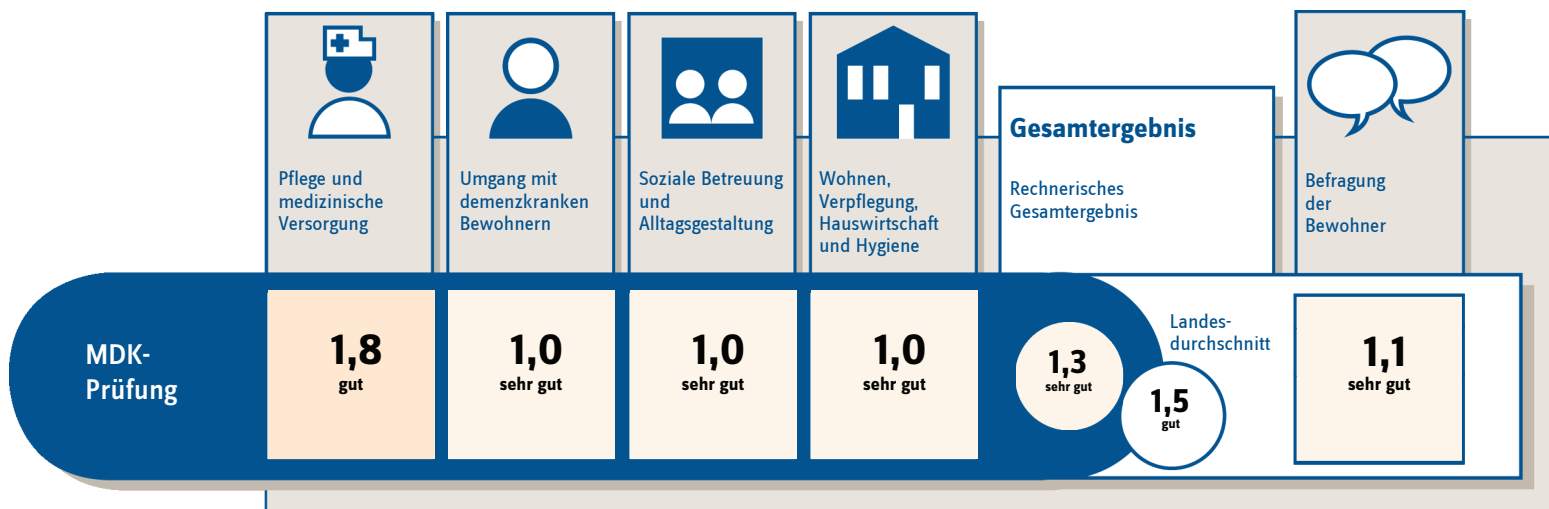 Pflege und
medizinische
Versorgung
Umgang mit
demenzkranken
Bewohnern
Soziale Betreuung
und
Alltagsgestaltung
Wohnen,
Verpflegung,
Hauswirtschaft
und Hygiene
Gesamtergebnis
Rechnerisches
Gesamtergebnis
Befragung
der
Bewohner
MDK-
Prüfung
1,8
gut
1,0
sehr gut
1,0
sehr gut
1,0
sehr gut
1,3
sehr gut
Landes-
durchschnitt
1,5
gut
1,1
sehr gut